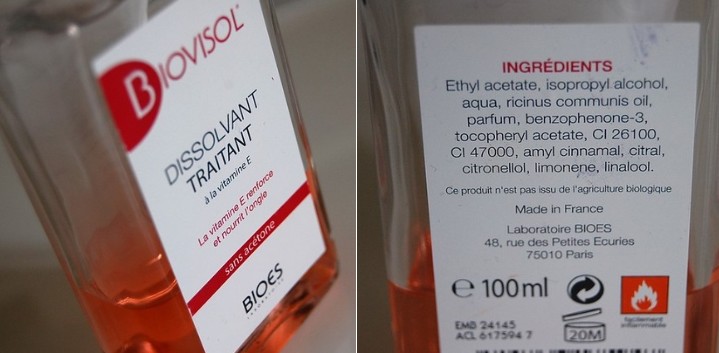 BIOVISOL®
DISSOLVANT
TRAITANT
à la vitamine E
La vitamine E renforce
et nourrit l'ongle
sans acétone
BIOES
LABORATOIRE
INGRÉDIENTS
Ethyl acetate, isopropyl alcohol,
aqua, ricinus communis oil,
parfum, benzophenone-3,
tocopheryl acetate, CI 26100,
CI 47000, amyl cinnamal, citral,
citronellol, limonene, linalool.
Ce produit n'est pas issu de l'agriculture biologique
Made in France
Laboratoire BIOES
48, rue des Petites Ecuries
75010 Paris
e 100ml
facilement
inflammable
EMB 24145
ACL 617594 7
20M